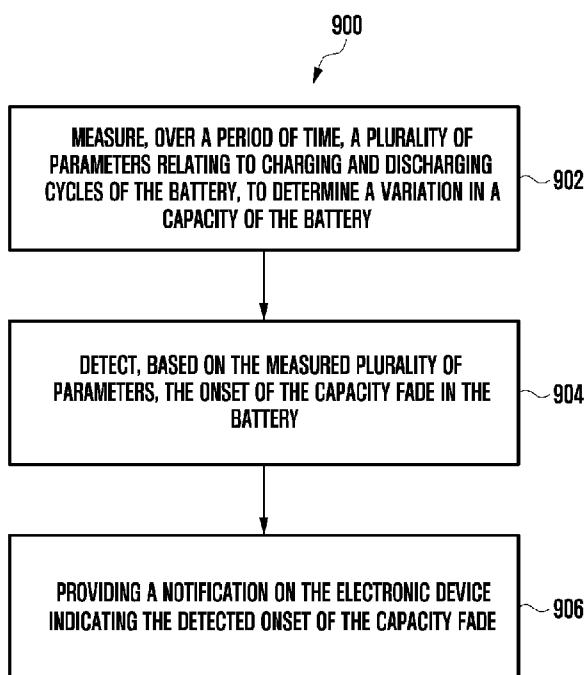 900
MEASURE, OVER A PERIOD OF TIME, A PLURALITY OF
PARAMETERS RELATING TO CHARGING AND DISCHARGING
CYCLES OF THE BATTERY, TO DETERMINE A VARIATION IN A
CAPACITY OF THE BATTERY
902
DETECT, BASED ON THE MEASURED PLURALITY OF
PARAMETERS, THE ONSET OF THE CAPACITY FADE IN THE
BATTERY
904
PROVIDING A NOTIFICATION ON THE ELECTRONIC DEVICE
INDICATING THE DETECTED ONSET OF THE CAPACITY FADE
906